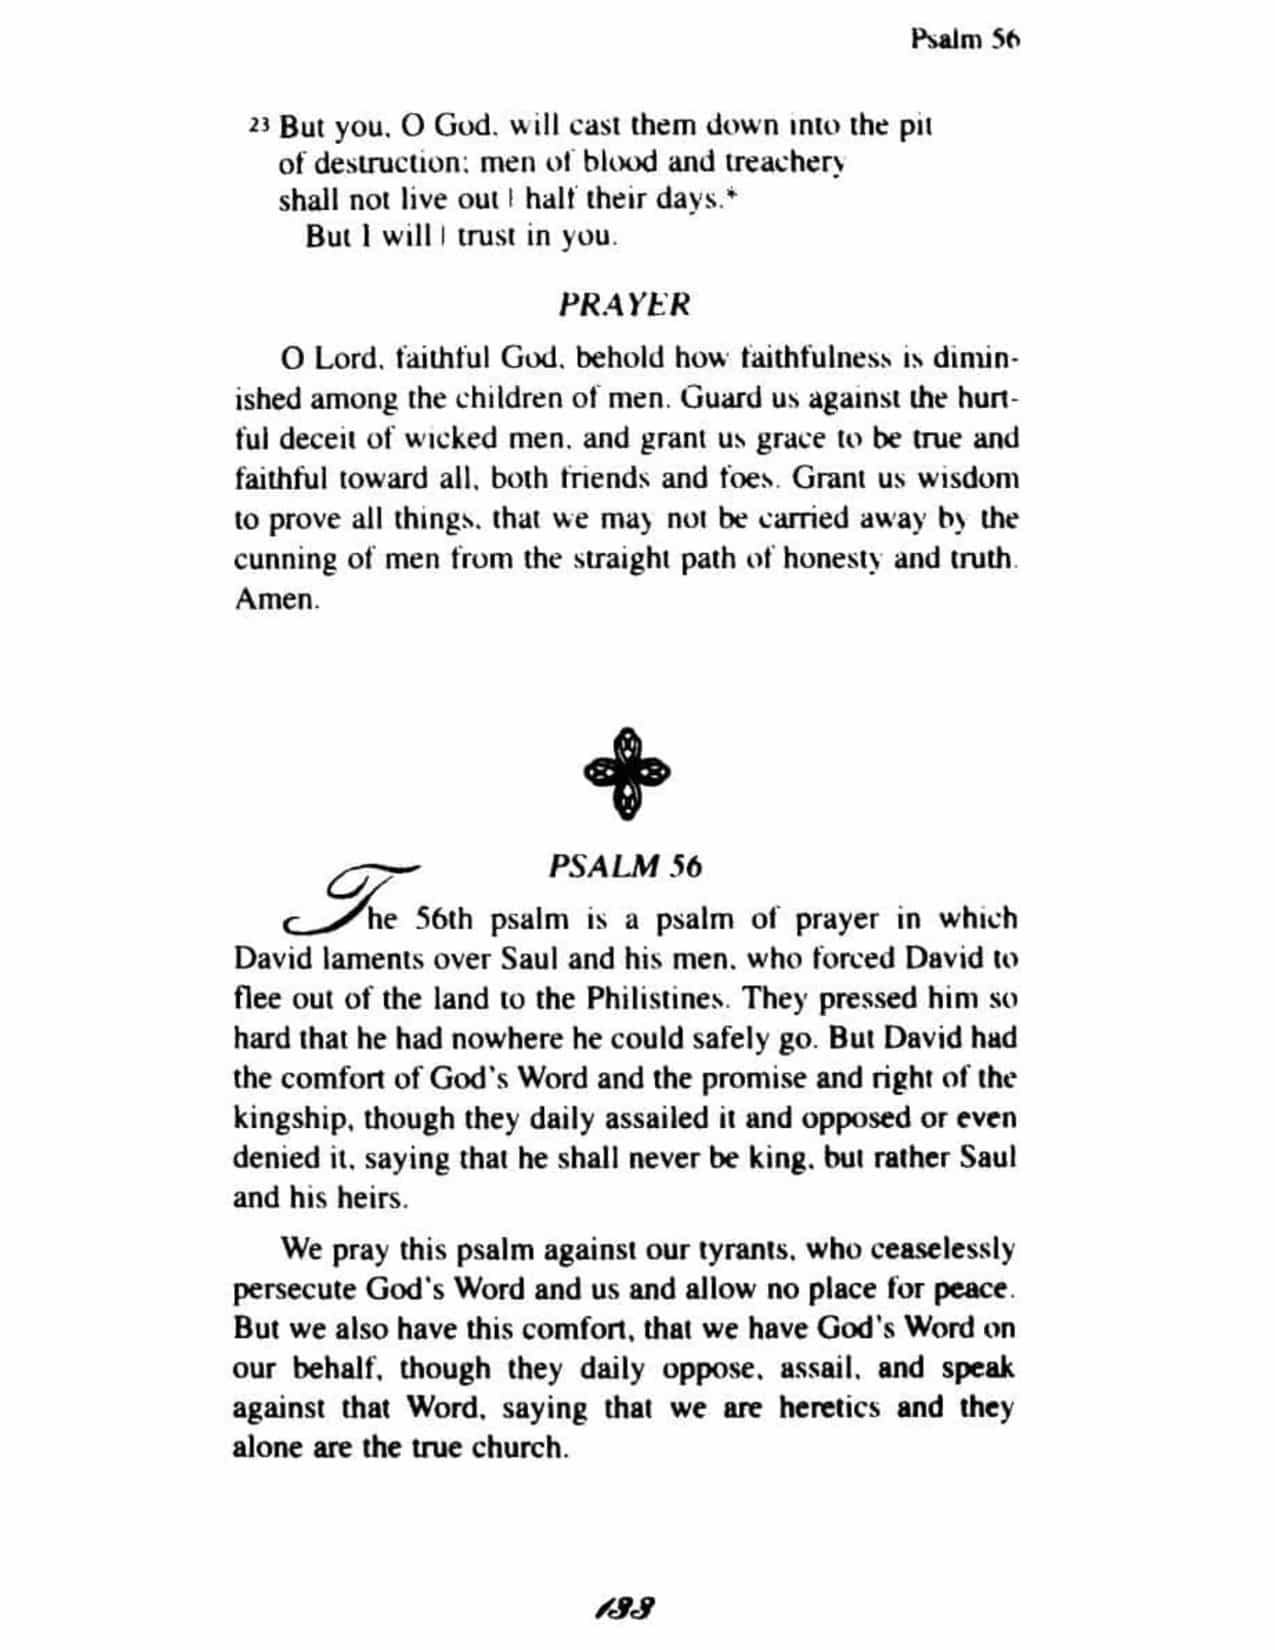 Psalm 56
23 But you, O God, will cast them down into the pit
of destruction; men of blood and treachery
shall not live out | half their days.*
But I will | trust in you.
PRAYER
O Lord, faithful God, behold how faithfulness is dimin-
ished among the children of men. Guard us against the hurt-
ful deceit of wicked men, and grant us grace to be true and
faithful toward all, both friends and foes. Grant us wisdom
to prove all things, that we may not be carried away by the
cunning of men from the straight path of honesty and truth.
Amen.
PSALM 56
The 56th psalm is a psalm of prayer in which
David laments over Saul and his men, who forced David to
flee out of the land to the Philistines. They pressed him so
hard that he had nowhere he could safely go. But David had
the comfort of God's Word and the promise and right of the
kingship, though they daily assailed it and opposed or even
denied it, saying that he shall never be king, but rather Saul
and his heirs.
We pray this psalm against our tyrants, who ceaselessly
persecute God's Word and us and allow no place for peace.
But we also have this comfort, that we have God's Word on
our behalf, though they daily oppose, assail, and speak
against that Word, saying that we are heretics and they
alone are the true church.
133